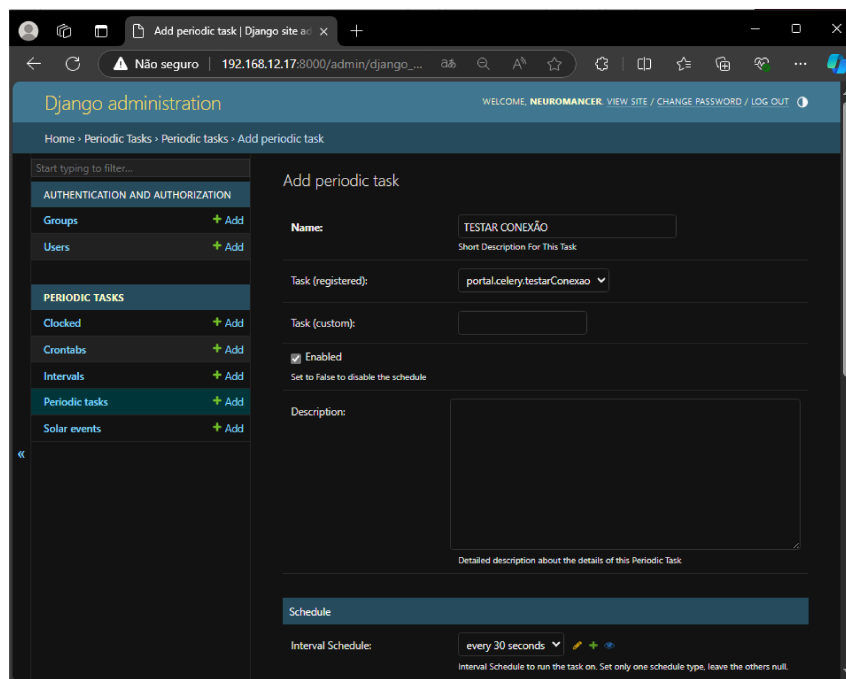 Add periodic task | Django site ad
Não seguro | 192.168.12.17:8000/admin/django_...
Django administration
WELCOME, NEUROMANCER. VIEW SITE / CHANGE PASSWORD / LOG OUT
Home › Periodic Tasks › Periodic tasks › Add periodic task
Start typing to filter...
AUTHENTICATION AND AUTHORIZATION
Groups + Add
Users + Add
PERIODIC TASKS
Clocked + Add
Crontabs + Add
Intervals + Add
Periodic tasks + Add
Solar events + Add
«
Add periodic task
Name: TESTAR CONEXÃO
Short Description For This Task
Task (registered): portal.celery.testarConexao
Task (custom):
Enabled
Set to False to disable the schedule
Description:
Detailed description about the details of this Periodic Task
Schedule
Interval Schedule: every 30 seconds
Interval Schedule to run the task on. Set only one schedule type, leave the others null.